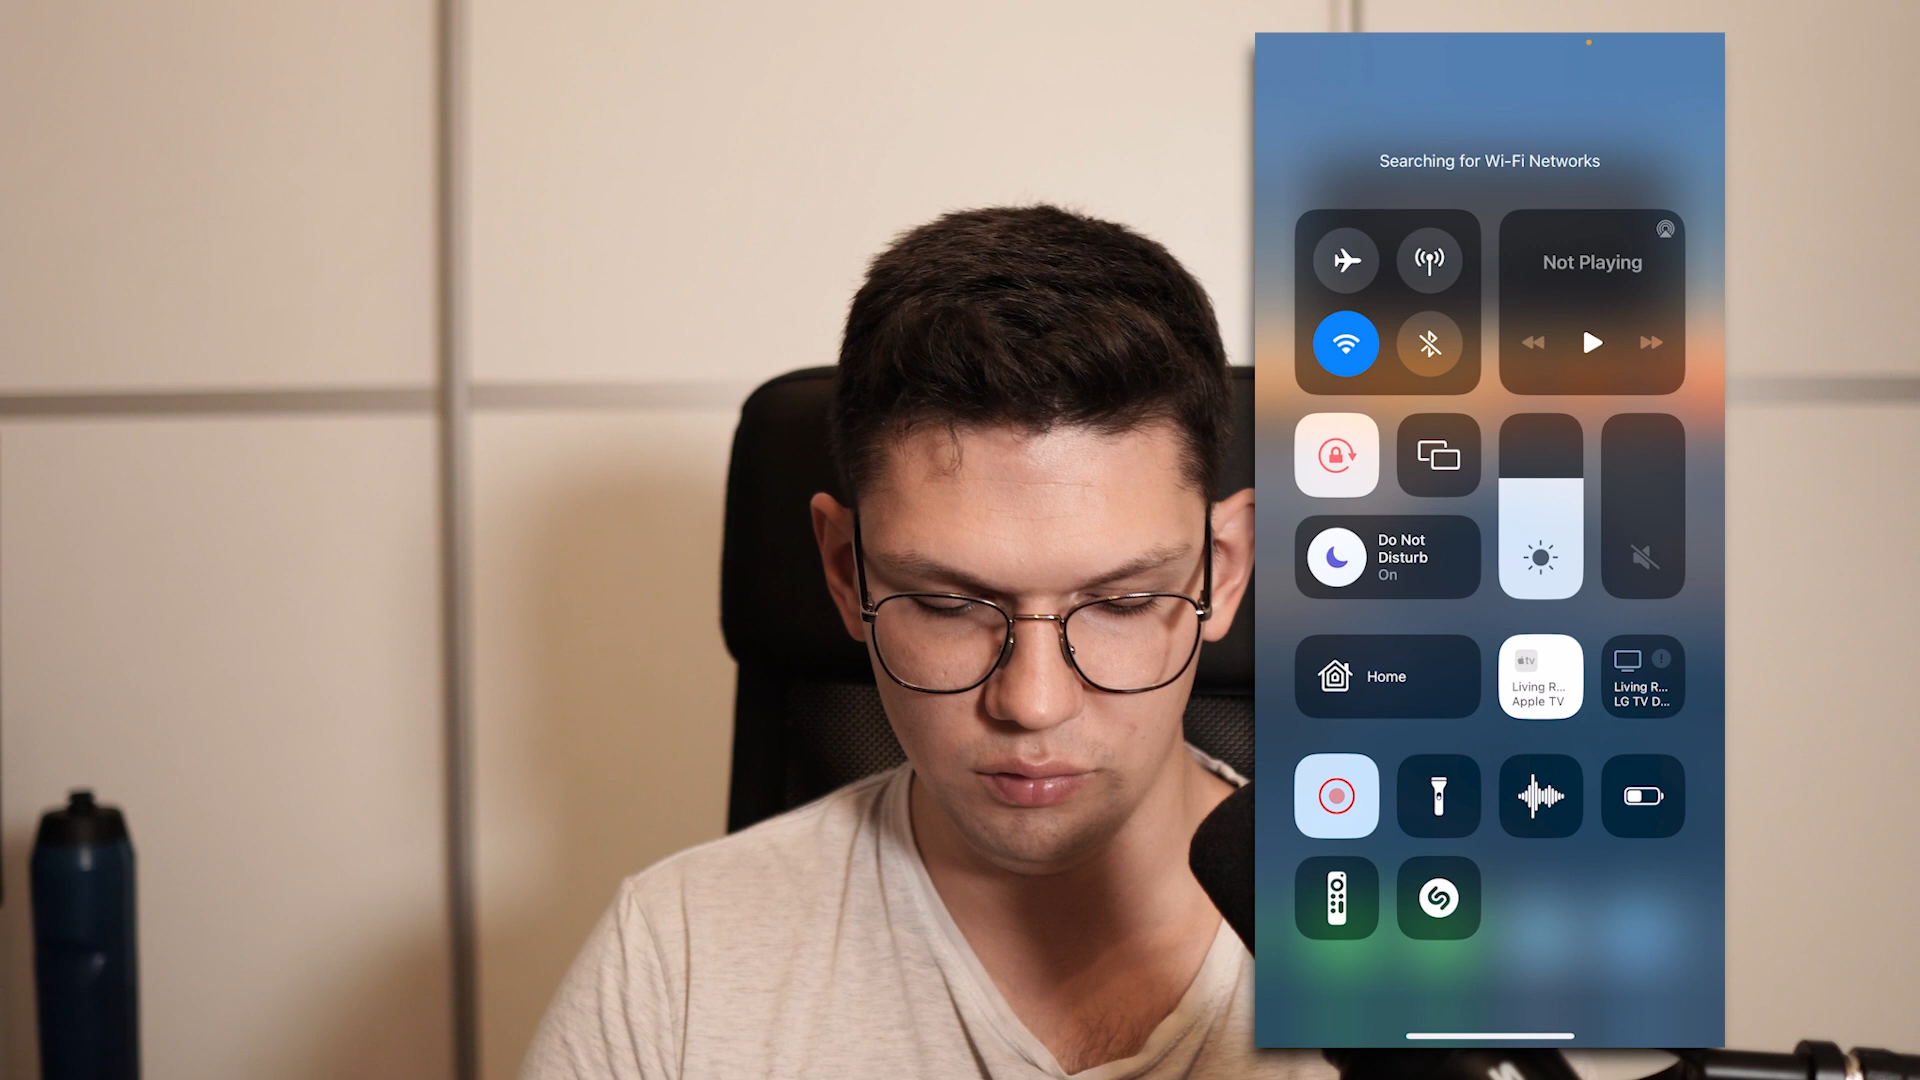 Searching for Wi-Fi Networks
Not Playing
Do Not
Disturb
On
Home
tv
Living R...
Apple TV
Living R...
LG TV D...